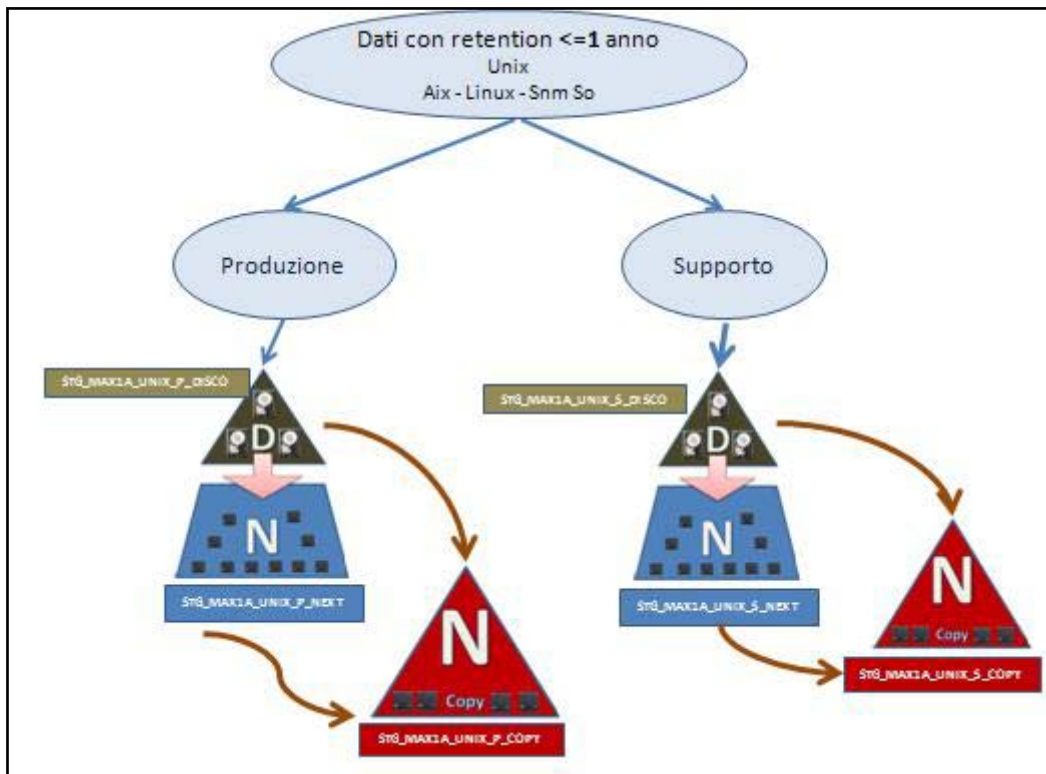 Dati con retention <=1 anno
Unix
Aix - Linux - Snm So
Produzione
Supporto
STG_MAX1A_UNIX_P_DISCO
STG_MAX1A_UNIX_S_DISCO
D
D
N
N
STG_MAX1A_UNIX_P_NEXT
STG_MAX1A_UNIX_S_NEXT
N
Copy
STG_MAX1A_UNIX_S_COPY
N
Copy
STG_MAX1A_UNIX_P_COPY